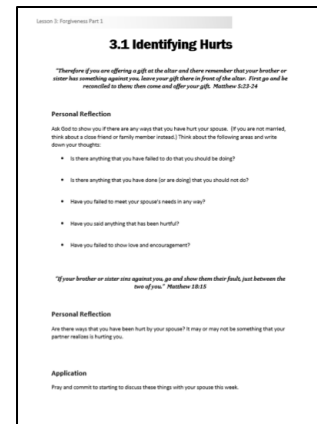 Lesson 3: Forgiveness Part 1
3.1 Identifying Hurts
"Therefore if you are offering a gift at the altar and there remember that your brother or
sister has something against you, leave your gift there in front of the altar. First go and be
reconciled to them; then come and offer your gift. Matthew 5:23-24
Personal Reflection
Ask God to show you if there are any ways that you have hurt your spouse. (If you are not married,
think about a close friend or family member instead.) Think about the following areas and write
down your thoughts:
• Is there anything that you have failed to do that you should be doing?
• Is there anything that you have done (or are doing) that you should not do?
• Have you failed to meet your spouse's needs in any way?
• Have you said anything that has been hurtful?
• Have you failed to show love and encouragement?
"If your brother or sister sins against you, go and show them their fault, just between the
two of you." Matthew 18:15
Personal Reflection
Are there ways that you have been hurt by your spouse? It may or may not be something that your
partner realizes is hurting you.
Application
Pray and commit to starting to discuss these things with your spouse this week.